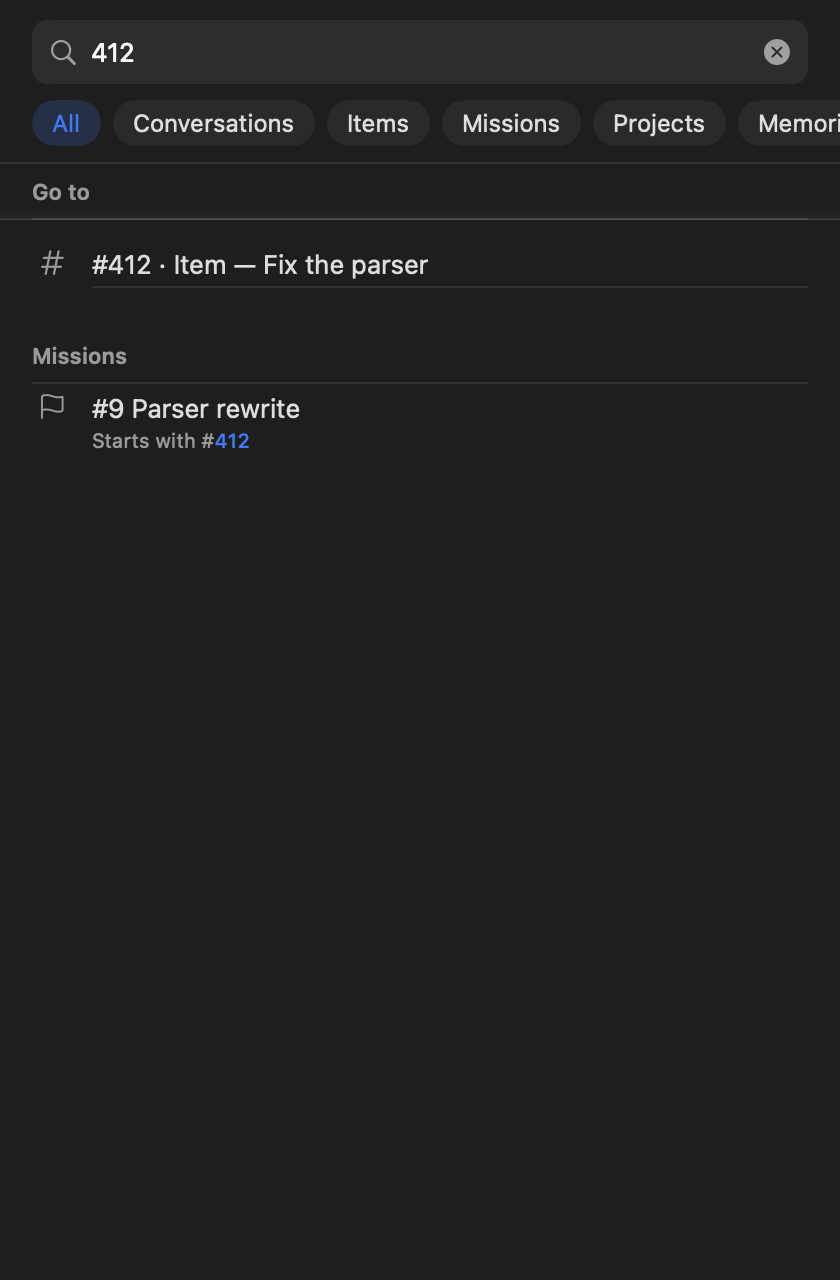 412
All
Conversations
Items
Missions
Projects
Memori
Go to
# #412 · Item — Fix the parser
Missions
#9 Parser rewrite
Starts with #412